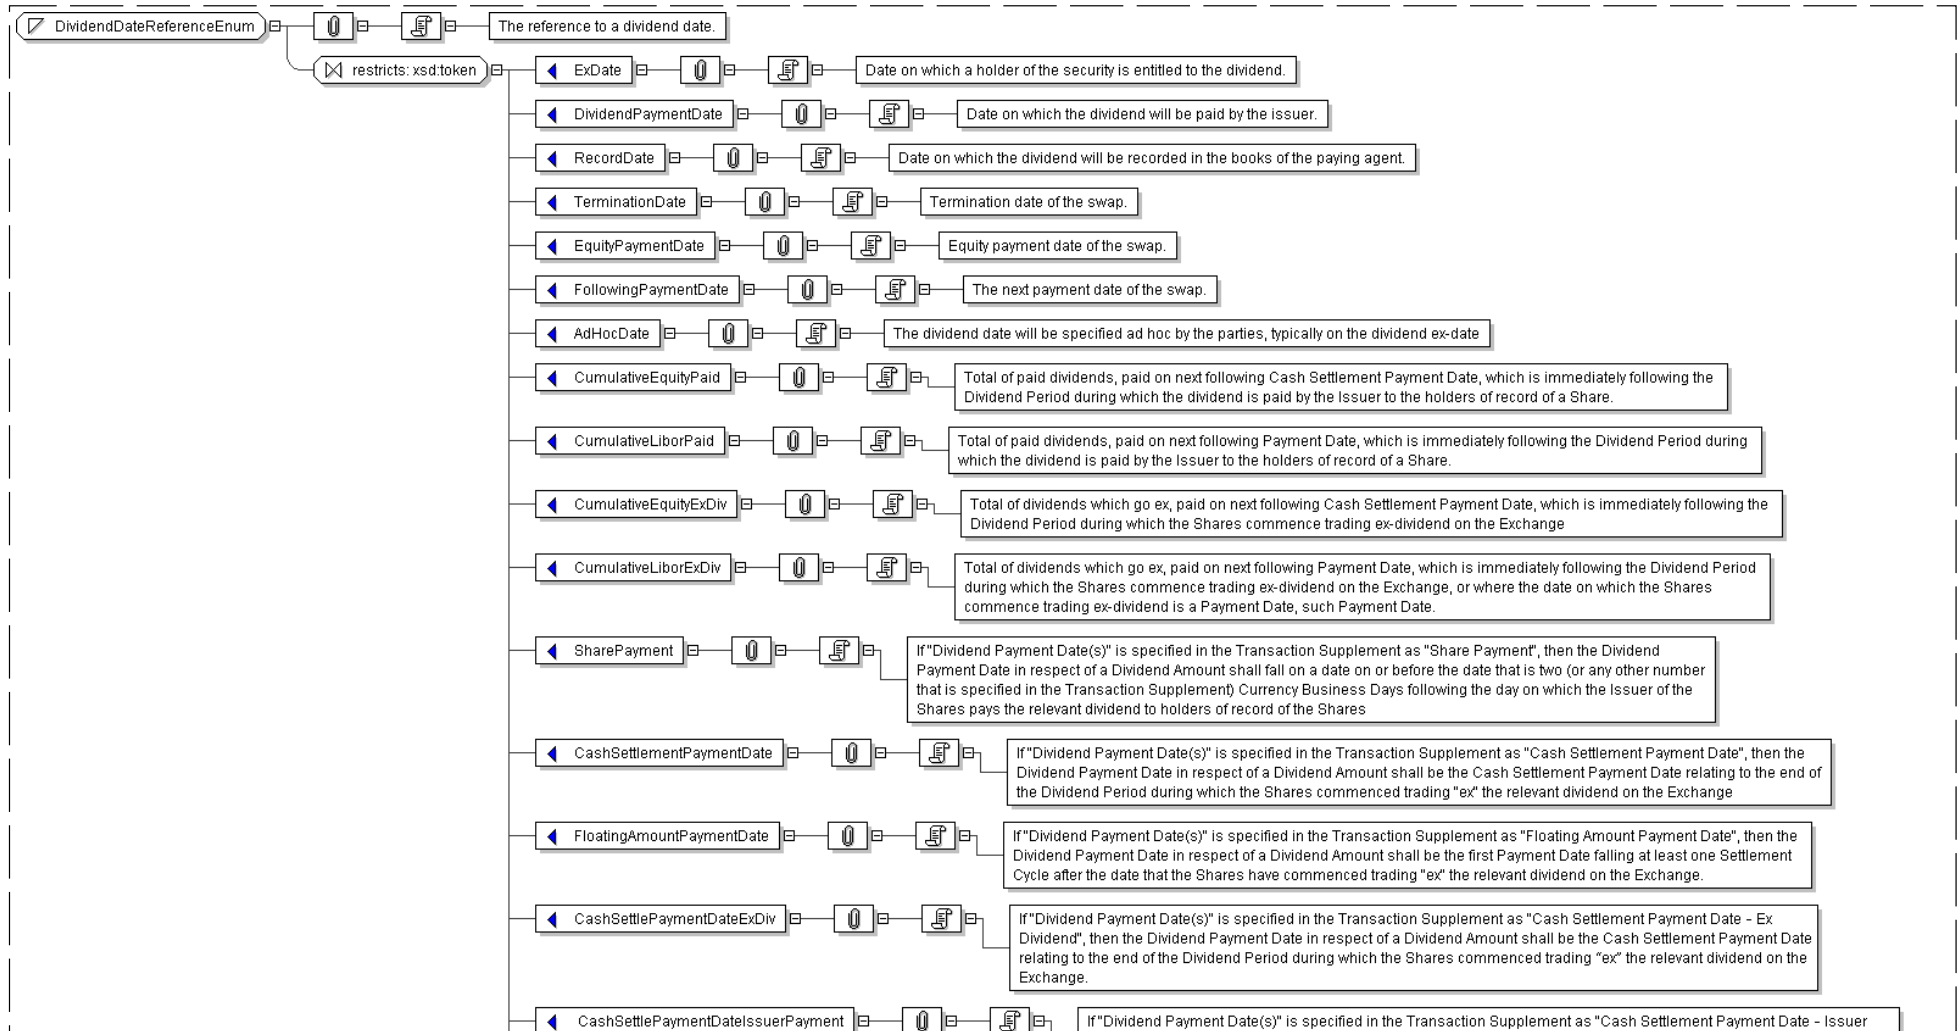 DividendDateReferenceEnum
The reference to a dividend date.
restricts: xsd:token
ExDate
Date on which a holder of the security is entitled to the dividend.
DividendPaymentDate
Date on which the dividend will be paid by the issuer.
RecordDate
Date on which the dividend will be recorded in the books of the paying agent.
TerminationDate
Termination date of the swap.
EquityPaymentDate
Equity payment date of the swap.
FollowingPaymentDate
The next payment date of the swap.
AdHocDate
The dividend date will be specified ad hoc by the parties, typically on the dividend ex-date
CumulativeEquityPaid
Total of paid dividends, paid on next following Cash Settlement Payment Date, which is immediately following the
Dividend Period during which the dividend is paid by the Issuer to the holders of record of a Share.
CumulativeLiborPaid
Total of paid dividends, paid on next following Payment Date, which is immediately following the Dividend Period during
which the dividend is paid by the Issuer to the holders of record of a Share.
CumulativeEquityExDiv
Total of dividends which go ex, paid on next following Cash Settlement Payment Date, which is immediately following the
Dividend Period during which the Shares commence trading ex-dividend on the Exchange
CumulativeLiborExDiv
Total of dividends which go ex, paid on next following Payment Date, which is immediately following the Dividend Period
during which the Shares commence trading ex-dividend on the Exchange, or where the date on which the Shares
commence trading ex-dividend is a Payment Date, such Payment Date.
SharePayment
If "Dividend Payment Date(s)" is specified in the Transaction Supplement as "Share Payment", then the Dividend
Payment Date in respect of a Dividend Amount shall fall on a date on or before the date that is two (or any other number
that is specified in the Transaction Supplement) Currency Business Days following the day on which the Issuer of the
Shares pays the relevant dividend to holders of record of the Shares
CashSettlementPaymentDate
If "Dividend Payment Date(s)" is specified in the Transaction Supplement as "Cash Settlement Payment Date", then the
Dividend Payment Date in respect of a Dividend Amount shall be the Cash Settlement Payment Date relating to the end of
the Dividend Period during which the Shares commenced trading "ex" the relevant dividend on the Exchange
FloatingAmountPaymentDate
If "Dividend Payment Date(s)" is specified in the Transaction Supplement as "Floating Amount Payment Date", then the
Dividend Payment Date in respect of a Dividend Amount shall be the first Payment Date falling at least one Settlement
Cycle after the date that the Shares have commenced trading "ex" the relevant dividend on the Exchange.
CashSettlePaymentDateExDiv
If "Dividend Payment Date(s)" is specified in the Transaction Supplement as "Cash Settlement Payment Date – Ex
Dividend", then the Dividend Payment Date in respect of a Dividend Amount shall be the Cash Settlement Payment Date
relating to the end of the Dividend Period during which the Shares commenced trading “ex” the relevant dividend on the
Exchange.
CashSettlePaymentDateIssuerPayment
If "Dividend Payment Date(s)" is specified in the Transaction Supplement as "Cash Settlement Payment Date – Issuer